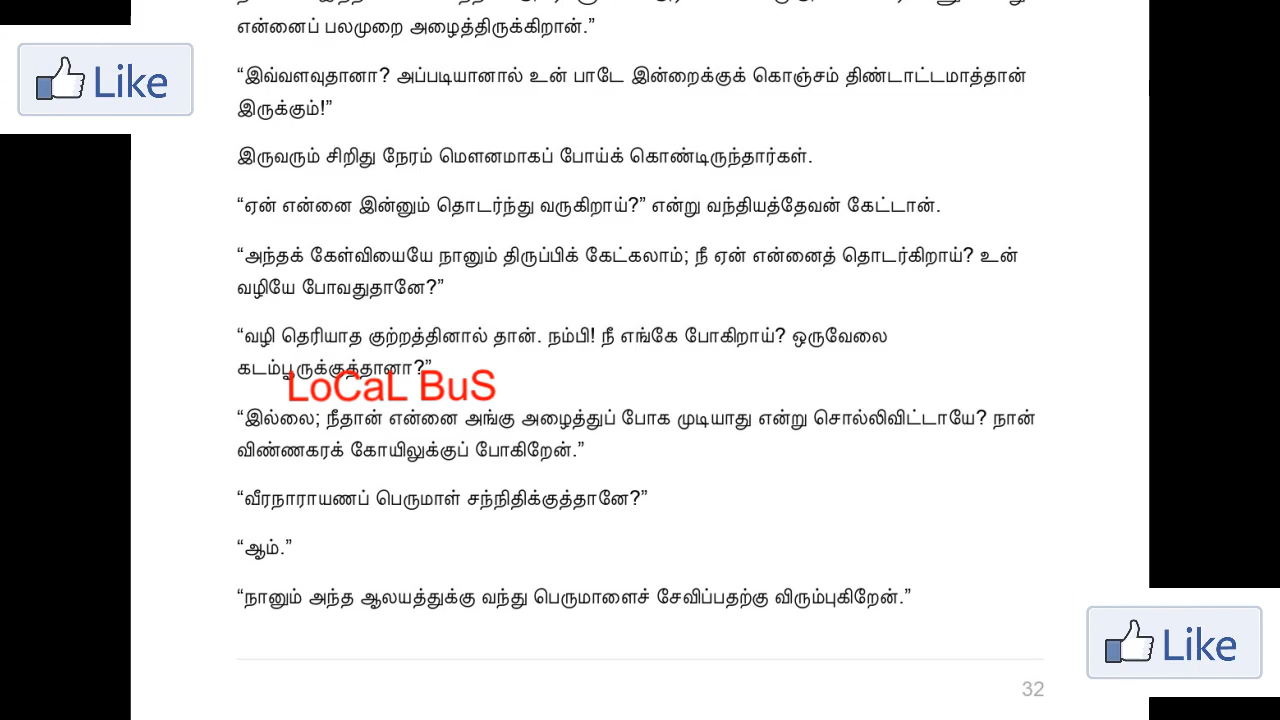 என்னைப் பலமுறை அழைத்திருக்கிறான்.”
Like
“இவ்வளவுதானா? அப்படியானால் உன் பாடே இன்றைக்குக் கொஞ்சம் திண்டாட்டமாத்தான்
இருக்கும்!”
இருவரும் சிறிது நேரம் மௌனமாகப் போய்க் கொண்டிருந்தார்கள்.
“ஏன் என்னை இன்னும் தொடர்ந்து வருகிறாய்?” என்று வந்தியத்தேவன் கேட்டான்.
“அந்தக் கேள்வியையே நானும் திருப்பிக் கேட்கலாம்; நீ ஏன் என்னைத் தொடர்கிறாய்? உன்
வழியே போவதுதானே?”
“வழி தெரியாத குற்றத்தினால் தான். நம்பி! நீ எங்கே போகிறாய்? ஒருவேலை
கடம்பூருக்குத்தானா?”
LoCaL BuS
“இல்லை; நீதான் என்னை அங்கு அழைத்துப் போக முடியாது என்று சொல்லிவிட்டாயே? நான்
விண்ணகரக் கோயிலுக்குப் போகிறேன்.”
“வீரநாராயணப் பெருமாள் சந்நிதிக்குத்தானே?”
“ஆம்.”
“நானும் அந்த ஆலயத்துக்கு வந்து பெருமாளைச் சேவிப்பதற்கு விரும்புகிறேன்.”
Like
32